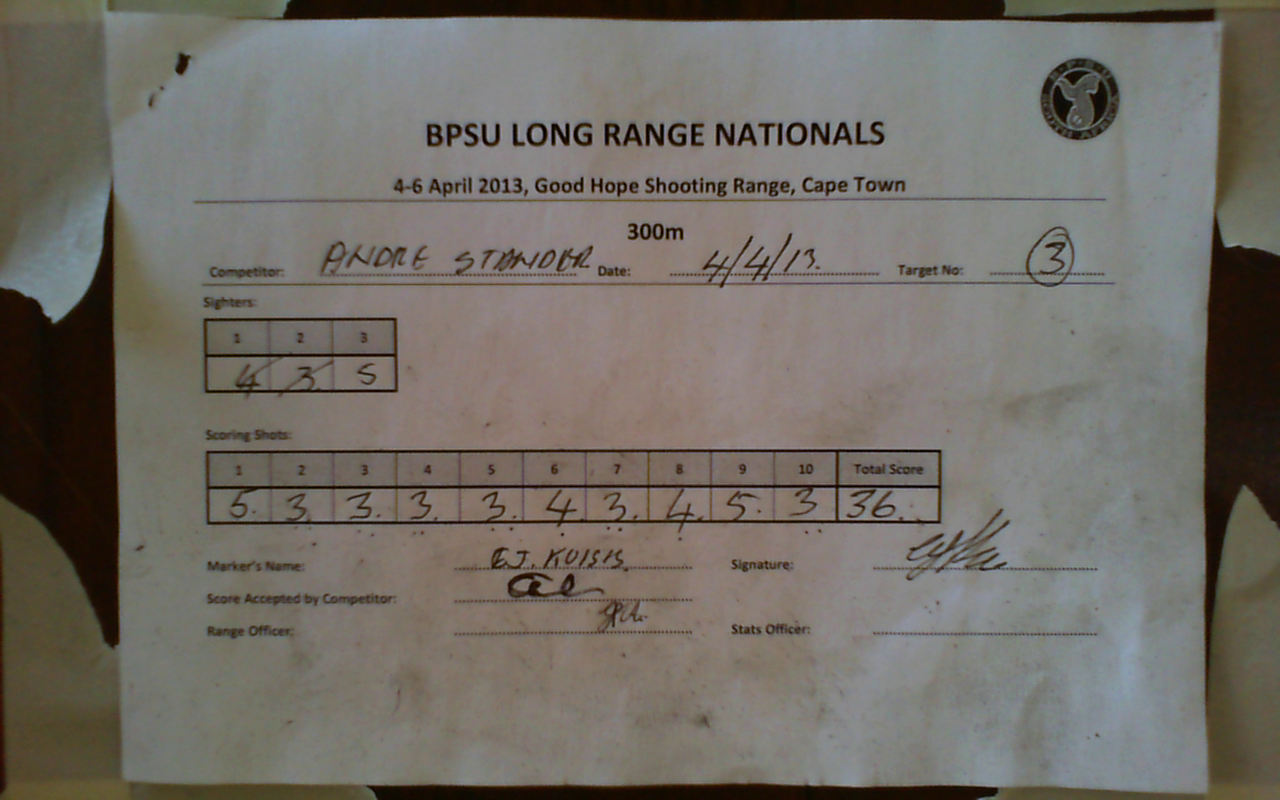 B·P·S·U
SOUTH AFRICA
BPSU LONG RANGE NATIONALS
4-6 April 2013, Good Hope Shooting Range, Cape Town
300m
Competitor: ANDRE STANDER Date: 4/4/13. Target No: 3
Sighters:
1 2 3
4 3 5
Scoring Shots:
1 2 3 4 5 6 7 8 9 10 Total Score
5. 3. 3. 3. 3. 4. 3. 4. 5. 3 36.
Marker's Name: E.J. KUISIS. Signature:
Score Accepted by Competitor:
Range Officer: Stats Officer: